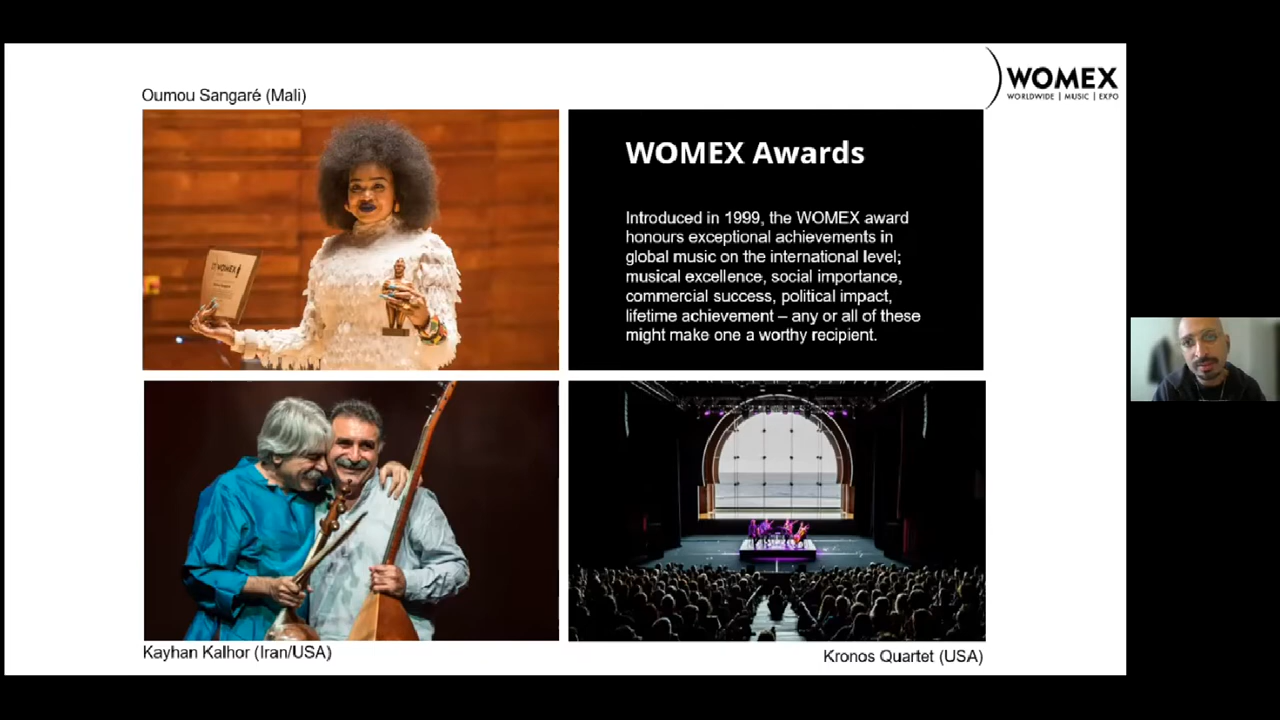 WOMEX
WORLDWIDE | MUSIC | EXPO
Oumou Sangaré (Mali)
WOMEX
WOMEX Awards
Introduced in 1999, the WOMEX award
honours exceptional achievements in
global music on the international level;
musical excellence, social importance,
commercial success, political impact,
lifetime achievement – any or all of these
might make one a worthy recipient.
Kayhan Kalhor (Iran/USA)
Kronos Quartet (USA)